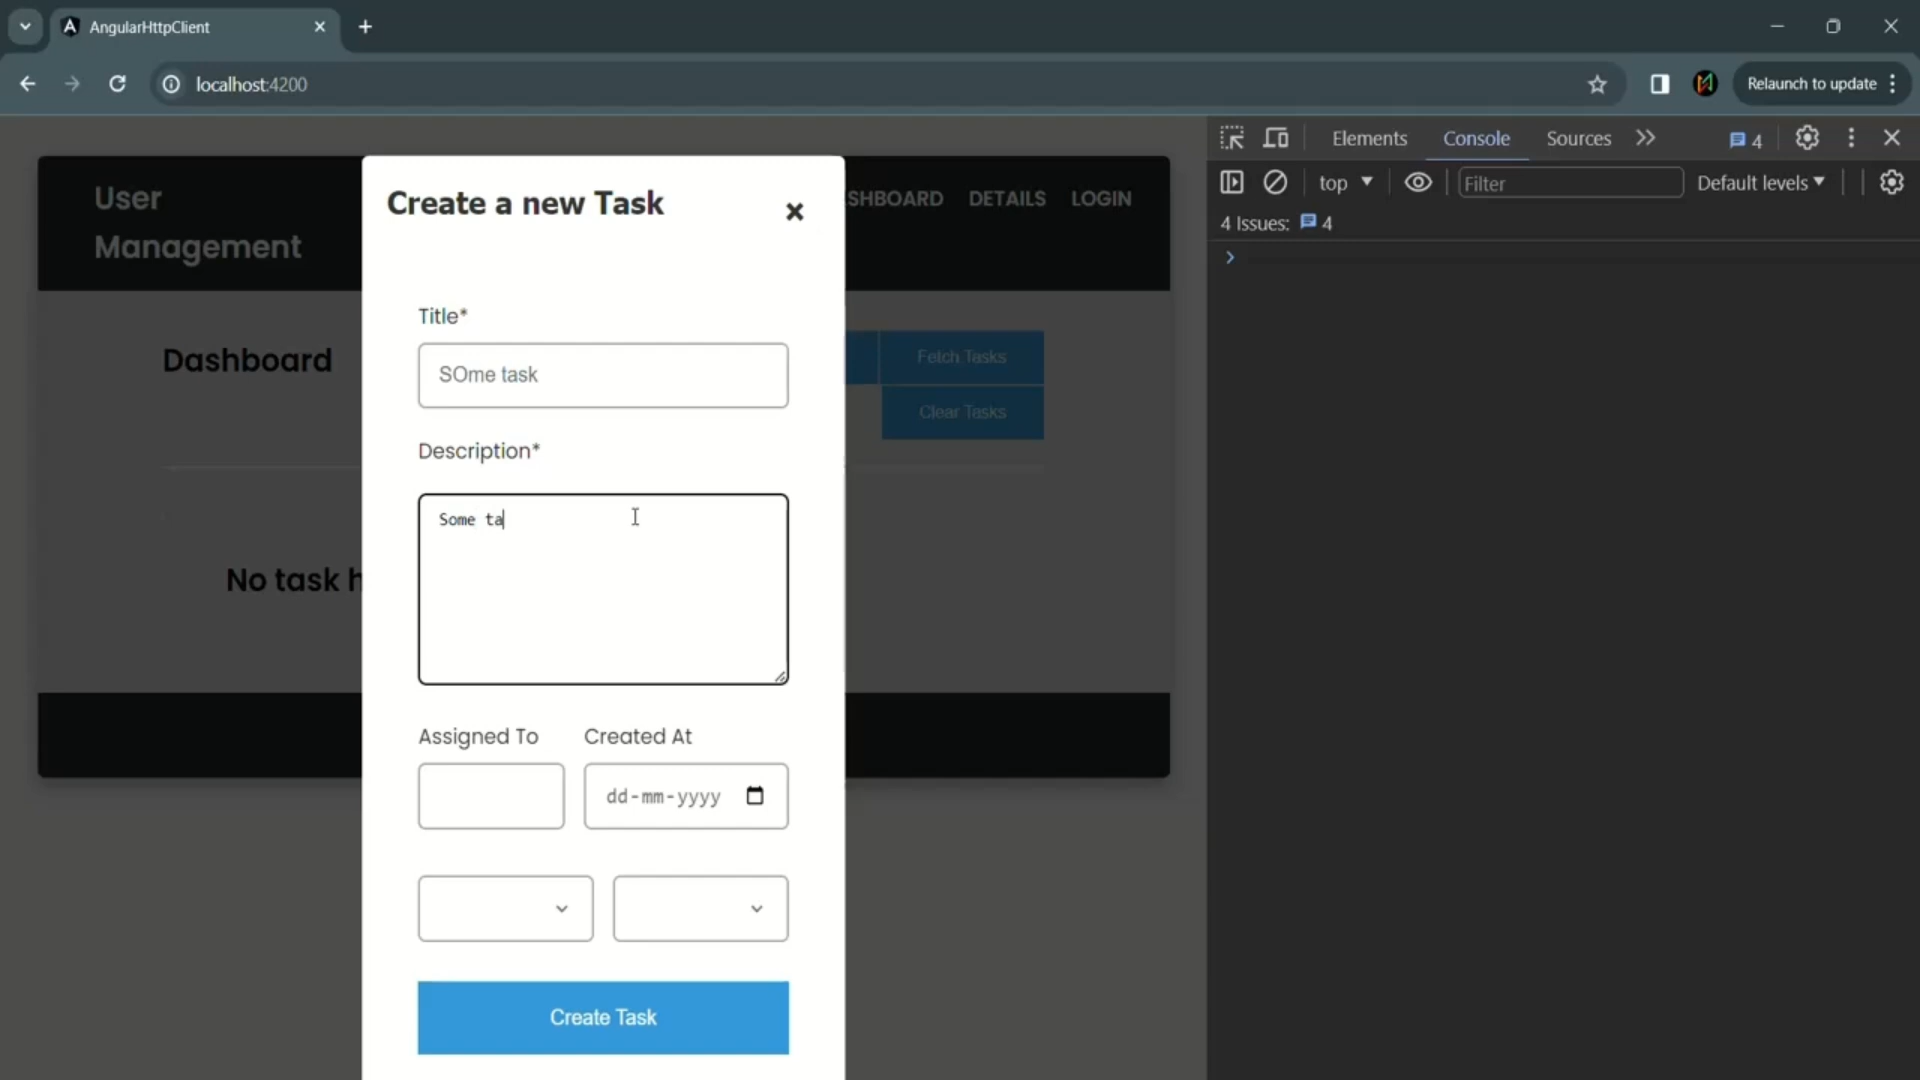 AngularHttpClient
localhost:4200
Relaunch to update
Elements
Console
Sources
4
top
Filter
Default levels
4 Issues:
4
User
Management
SHBOARD
DETAILS
LOGIN
Create a new Task
Dashboard
Fetch Tasks
Clear Tasks
No task h
Title*
SOme task
Description*
Some ta
Assigned To
Created At
dd-mm-yyyy
Create Task